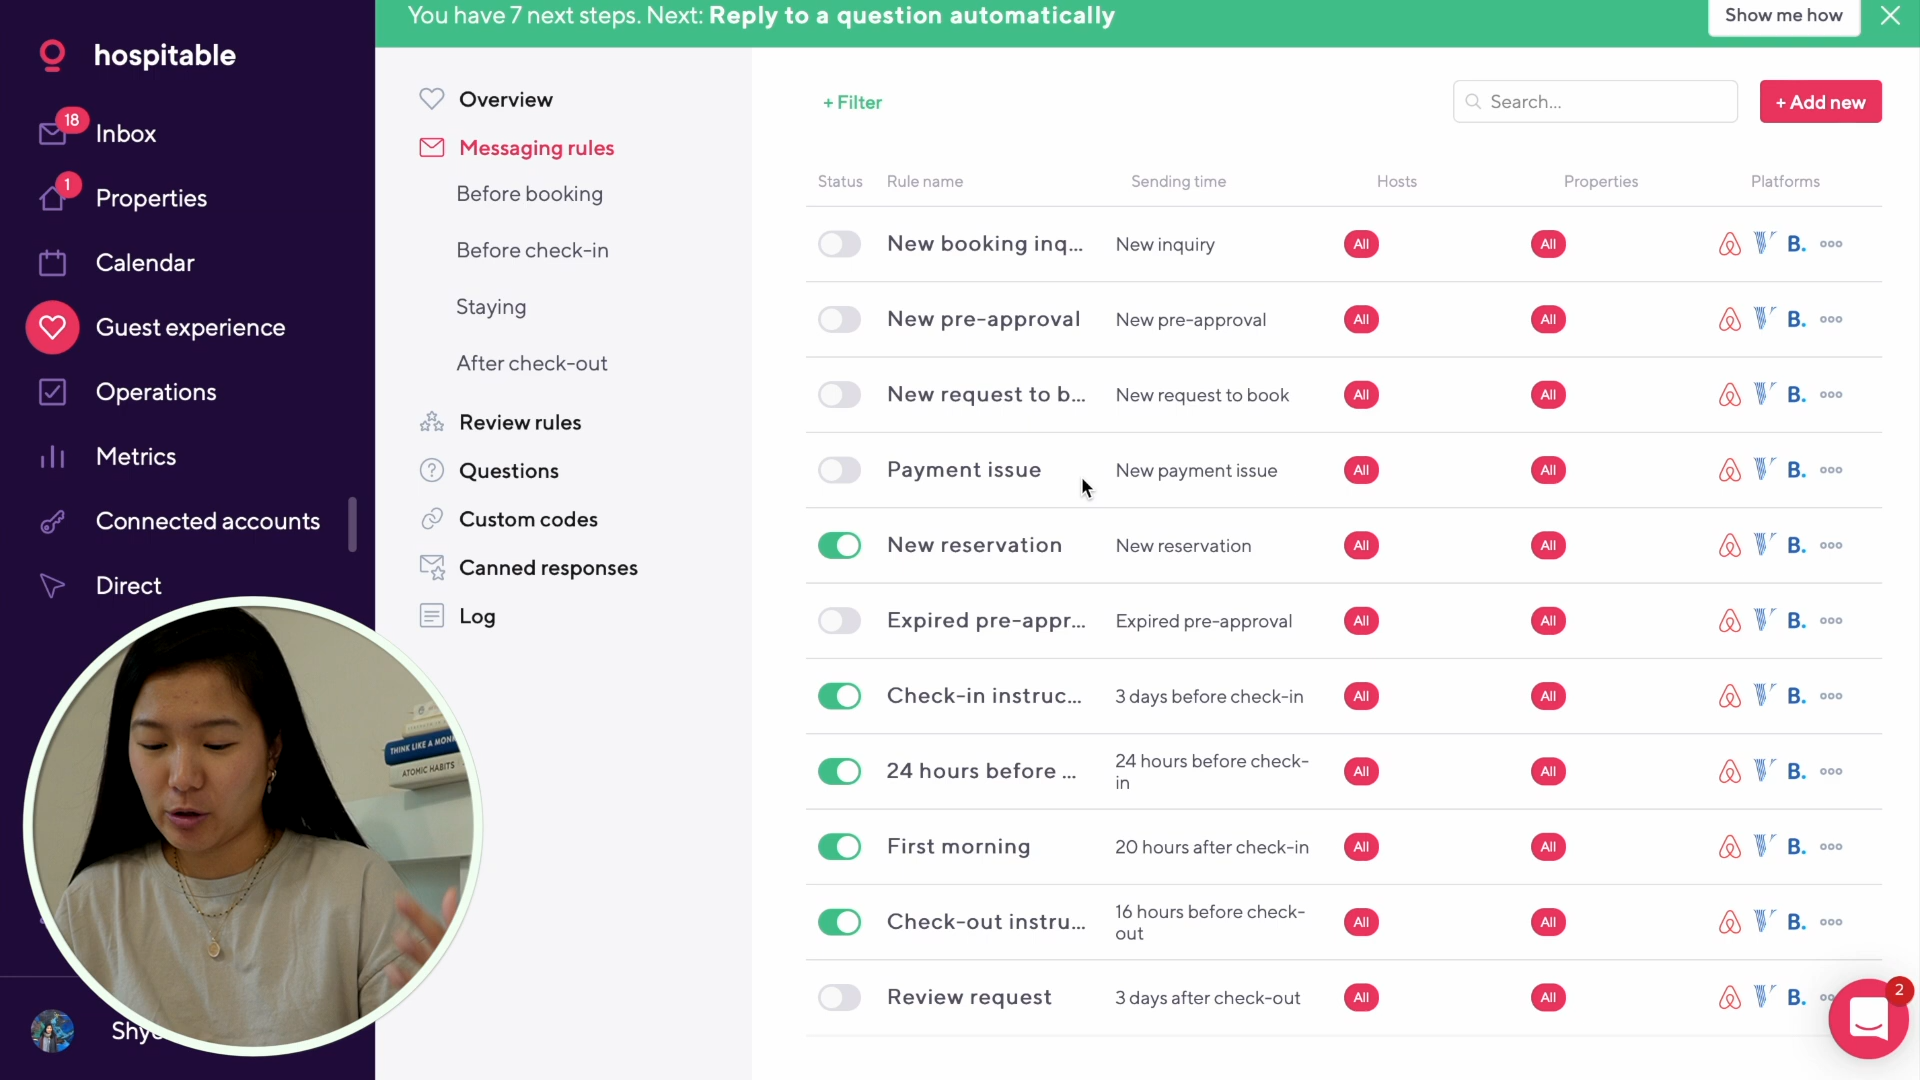 You have 7 next steps. Next: Reply to a question automatically
Show me how
hospitable
18
Inbox
1
Properties
Calendar
Guest experience
Operations
Metrics
Connected accounts
Direct
Overview
Messaging rules
Before booking
Before check-in
Staying
After check-out
Review rules
Questions
Custom codes
Canned responses
Log
+ Filter
Search...
+ Add new
Status Rule name Sending time Hosts Properties Platforms
New booking inq... New inquiry All All B.
New pre-approval New pre-approval All All B.
New request to b... New request to book All All B.
Payment issue New payment issue All All B.
New reservation New reservation All All B.
Expired pre-appr... Expired pre-approval All All B.
Check-in instruc... 3 days before check-in All All B.
24 hours before ... 24 hours before check-
in All All B.
First morning 20 hours after check-in All All B.
Check-out instru... 16 hours before check-
out All All B.
Review request 3 days after check-out All All B.
2
THINK LIKE A MONK
ATOMIC HABITS